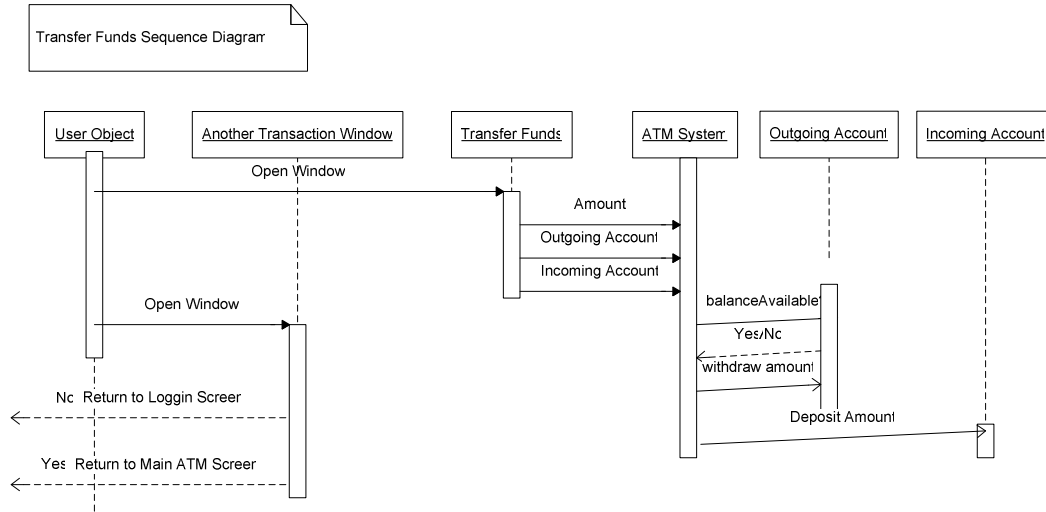 Transfer Funds Sequence Diagram
User Object
Another Transaction Window
Transfer Funds
ATM System
Outgoing Account
Incoming Account
Open Window
Amount
Outgoing Account
Incoming Account
Open Window
balanceAvailable?
Yes/No
withdraw amount
No Return to Loggin Screen
Deposit Amount
Yes Return to Main ATM Screen